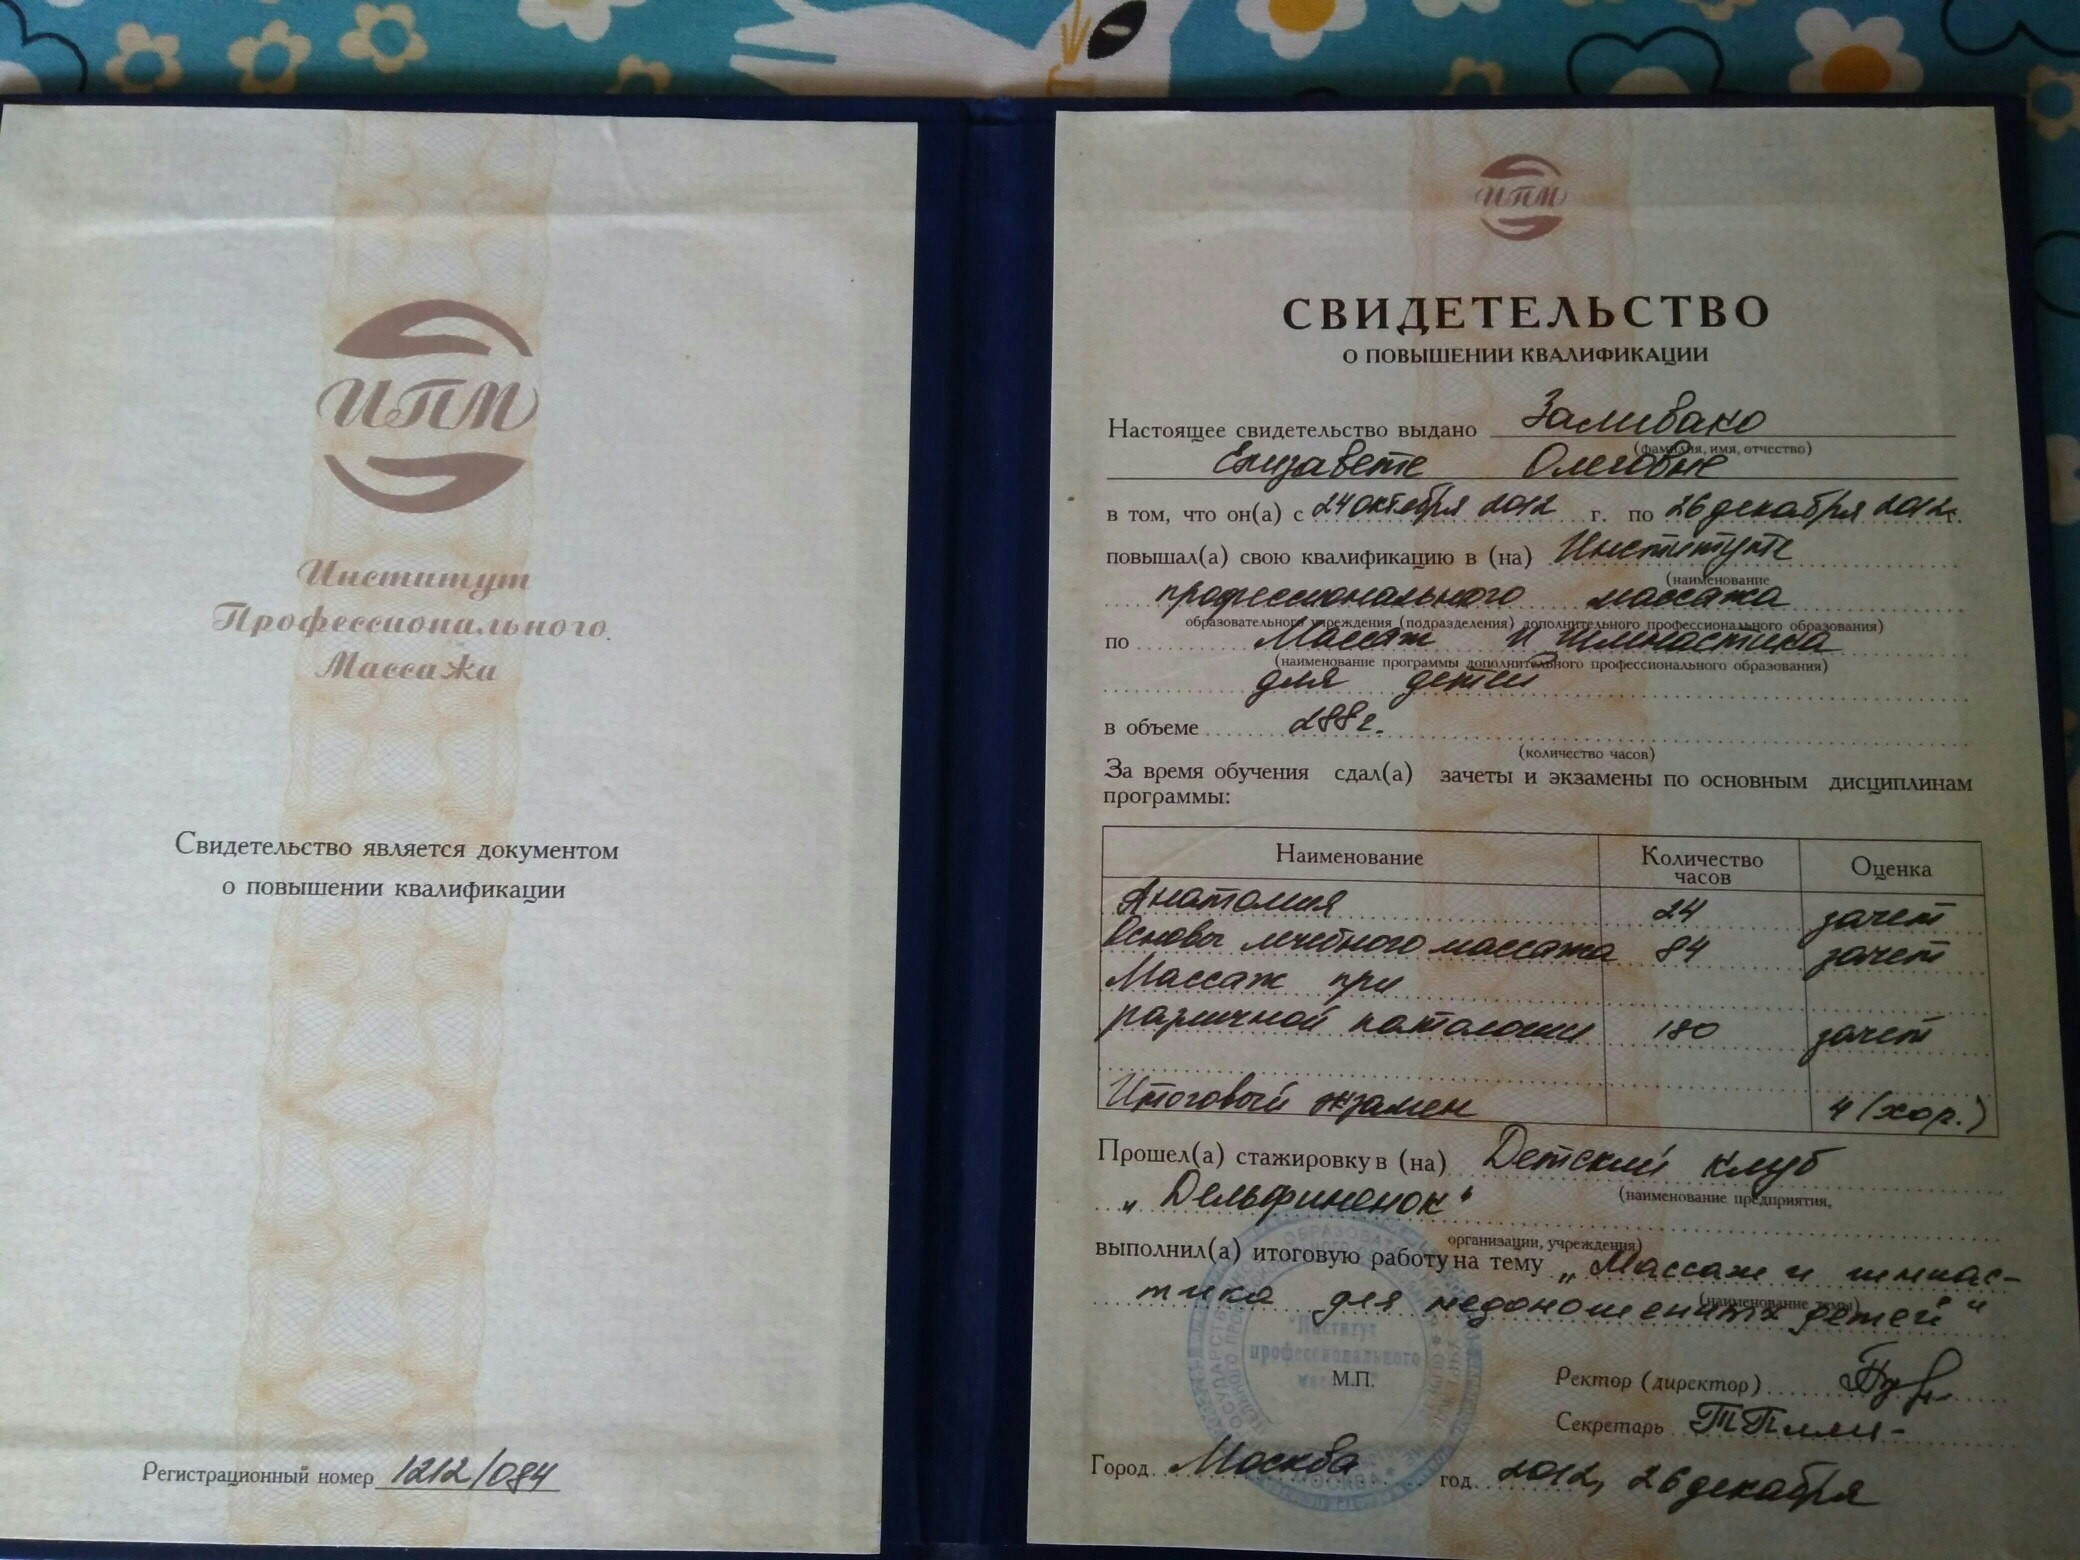 ИПМ
Институт
Профессионального
Массажа
Свидетельство является документом
о повышении квалификации
Регистрационный номер 1212/084
ИПМ
СВИДЕТЕЛЬСТВО
О ПОВЫШЕНИИ КВАЛИФИКАЦИИ
Настоящее свидетельство выдано Заливако
(фамилия, имя, отчество)
Елизавете Олеговне
в том, что он(а) с 24 октября 2012 г. по 26 декабря 2012 г.
повышал(а) свою квалификацию в (на) Институте
(наименование
профессионального массажа
образовательного учреждения (подразделения) дополнительного профессионального образования)
по Массаж и гимнастика
(наименование программы дополнительного профессионального образования)
для детей
в объеме 288 г.
(количество часов)
За время обучения сдал(а) зачеты и экзамены по основным дисциплинам
программы:
Наименование Количество часов Оценка
Анатомия 24 зачет
Основы лечебного массажа 84 зачет
Массаж при
различной патологии 180 зачет
Итоговый экзамен 4 (хор.)
Прошел(а) стажировку в (на) Детский клуб
(наименование предприятия,
„Дельфиненок"
организации, учреждения)
выполнил(а) итоговую работу на тему „Массаж и гимнас-
(наименование темы)
тика для недоношенных детей"
"Институт
профессионального
М.П.
Ректор (директор)
Секретарь
Город Москва год 2012, 26 декабря